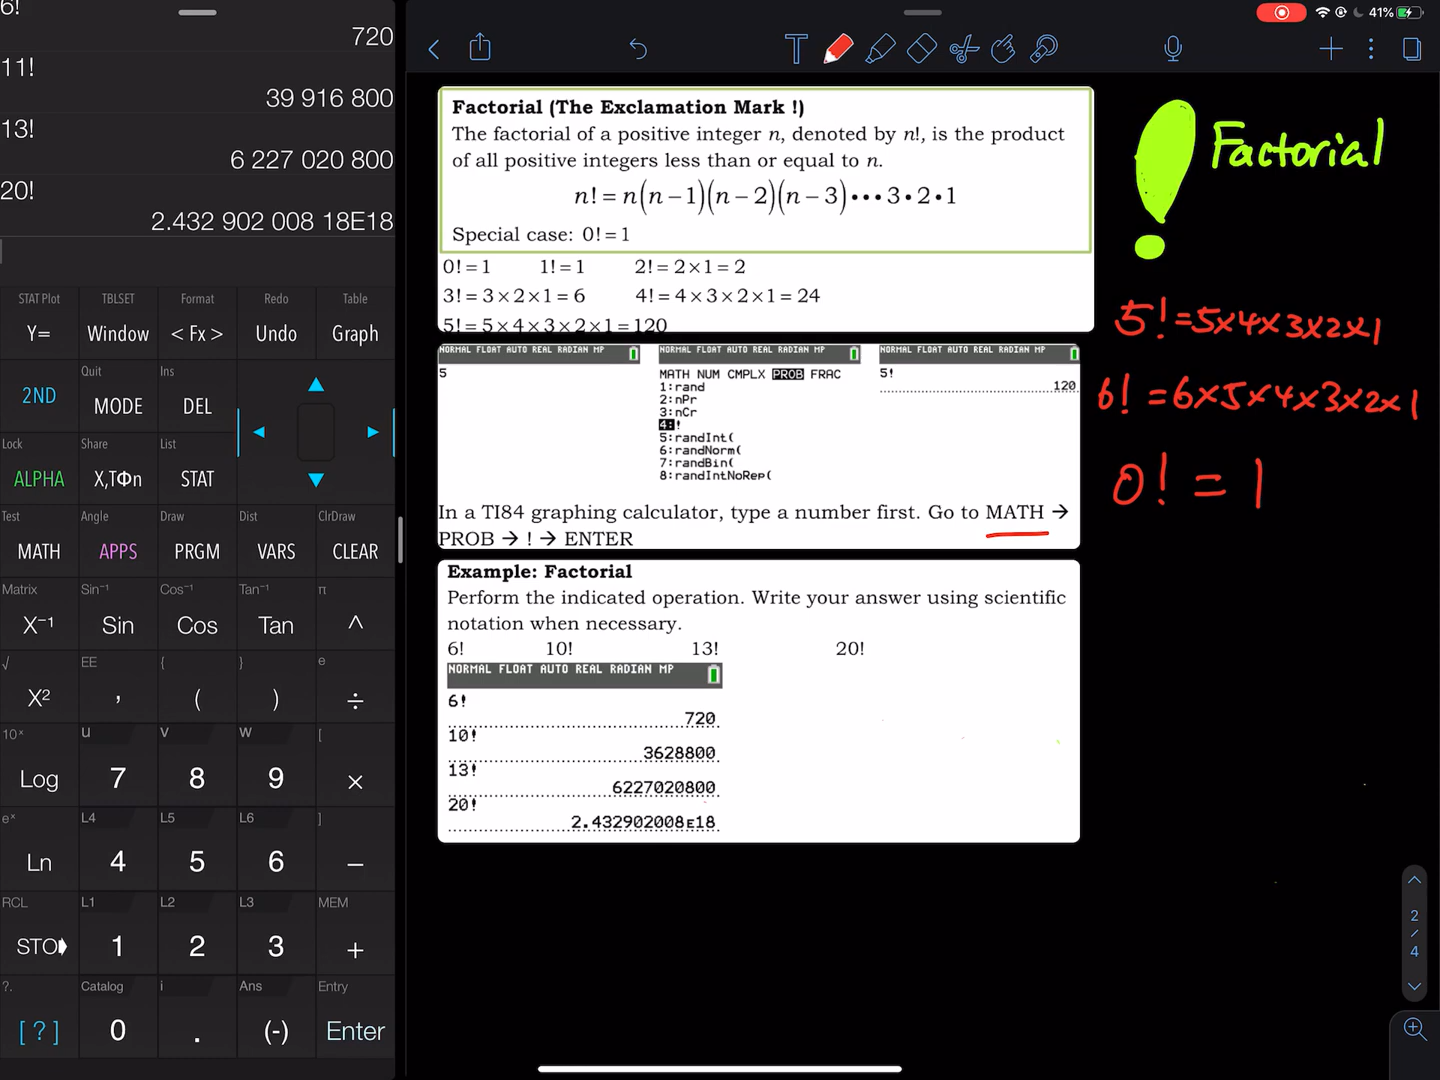 6!
720
11!
39 916 800
13!
6 227 020 800
20!
2.432 902 008 18E18
STAT Plot TBLSET Format Redo Table
Y= Window < Fx > Undo Graph
Quit Ins
2ND MODE DEL
Lock Share List
ALPHA X,TΦn STAT
Test Angle Draw Dist ClrDraw
MATH APPS PRGM VARS CLEAR
Matrix Sin⁻¹ Cos⁻¹ Tan⁻¹ π
X⁻¹ Sin Cos Tan ^
√ EE { } e
X² , ( ) ÷
10ˣ u V W [
Log 7 8 9 ×
eˣ L4 L5 L6 ]
Ln 4 5 6 −
RCL L1 L2 L3 MEM
STO 1 2 3 +
?. Catalog i Ans Entry
[ ? ] 0 . (-) Enter
41%
T
Factorial (The Exclamation Mark !)
The factorial of a positive integer n, denoted by n!, is the product
of all positive integers less than or equal to n.
n! = n(n−1)(n−2)(n−3)•••3•2•1
Special case: 0! = 1
0! = 1 1! = 1 2! = 2×1 = 2
3! = 3×2×1 = 6 4! = 4×3×2×1 = 24
5! = 5×4×3×2×1 = 120
NORMAL FLOAT AUTO REAL RADIAN MP
5
NORMAL FLOAT AUTO REAL RADIAN MP
MATH NUM CMPLX PROB FRAC
1:rand
2:nPr
3:nCr
4:!
5:randInt(
6:randNorm(
7:randBin(
8:randIntNoRep(
NORMAL FLOAT AUTO REAL RADIAN MP
5!
120
In a TI84 graphing calculator, type a number first. Go to MATH →
PROB → ! → ENTER
Example: Factorial
Perform the indicated operation. Write your answer using scientific
notation when necessary.
6! 10! 13! 20!
NORMAL FLOAT AUTO REAL RADIAN MP
6!
720
10!
3628800
13!
6227020800
20!
2.432902008E18
! Factorial
5! = 5×4×3×2×1
6! = 6×5×4×3×2×1
0! = 1
2
/
4